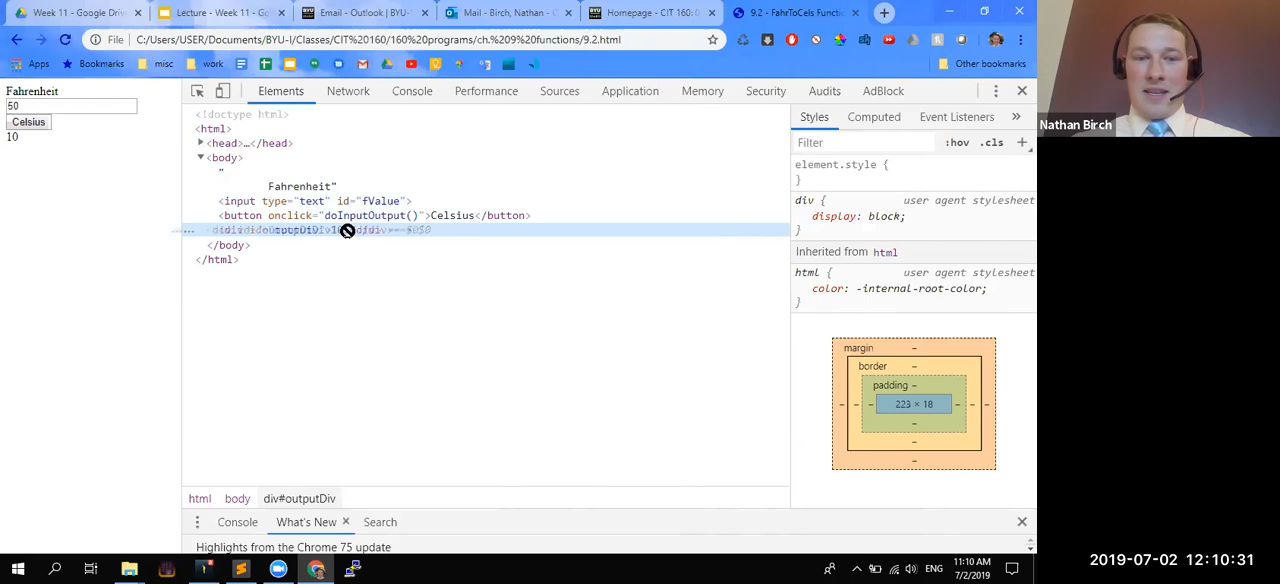 Week 11 - Google Drive
Lecture - Week 11 - G
Email - Outlook | BYU-
Mail - Birch, Nathan - O
Homepage - CIT 160:
9.2 - FahrToCels Functi
File
C:/Users/USER/Documents/BYU-I/Classes/CIT%20160/160%20programs/ch.%209%20functions/9.2.html
Apps
Bookmarks
misc
work
Other bookmarks
Fahrenheit
50
Celsius
10
Elements
Network
Console
Performance
Sources
Application
Memory
Security
Audits
AdBlock
<!doctype html>
<html>
<head>…</head>
<body>
"
Fahrenheit"
<input type="text" id="fValue">
<button onclick="doInputOutput()">Celsius</button>
</body>
</html>
Styles
Computed
Event Listeners
»
Filter
:hov
.cls
+
element.style {
}
div {
user agent stylesheet
display: block;
}
Inherited from html
html {
user agent stylesheet
color: -internal-root-color;
}
margin
–
border
–
padding –
– – – 223 × 18 – – –
–
–
–
html
body
div#outputDiv
Console
What's New
Search
Highlights from the Chrome 75 update
Nathan Birch
ENG
11:10 AM
7/2/2019
2019-07-02 12:10:31